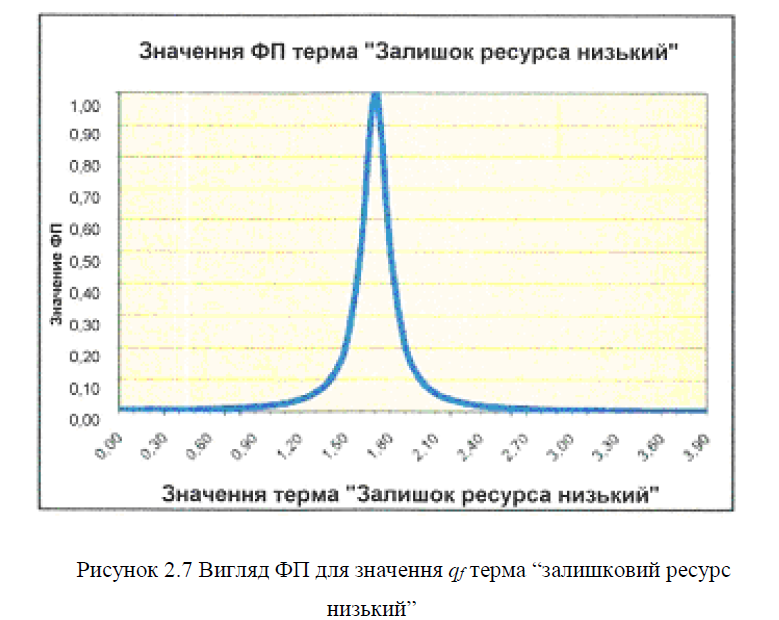 Значення ФП терма "Залишок ресурса низький"
Значение ФП
1,00
0,90
0,80
0,70
0,60
0,50
0,40
0,30
0,20
0,10
0,00
0,00 0,30 0,60 0,90 1,20 1,50 1,80 2,10 2,40 2,70 3,00 3,30 3,60 3,90
Значення терма "Залишок ресурса низький"
Рисунок 2.7 Вигляд ФП для значення qf терма “залишковий ресурс
низький”